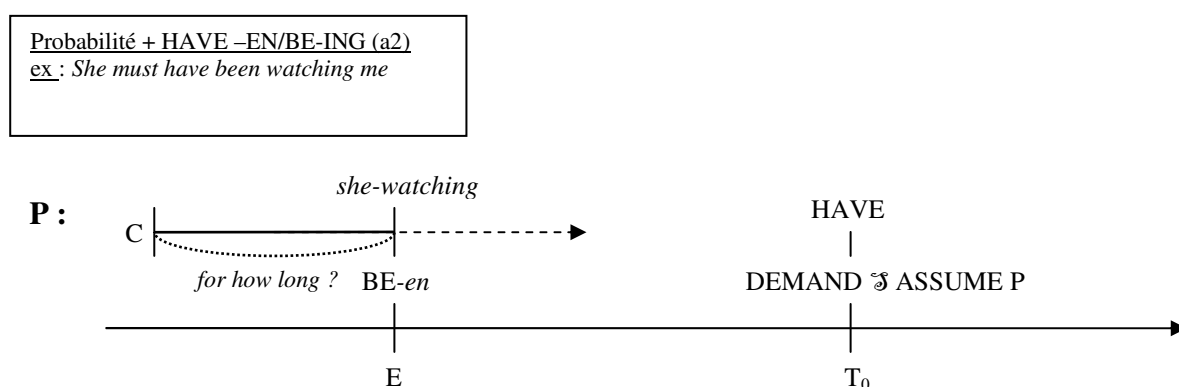 Probabilité + HAVE –EN/BE-ING (a2)
ex : She must have been watching me
she-watching
P :
HAVE
C
for how long ? BE-en
DEMAND ℑ ASSUME P
E
T₀